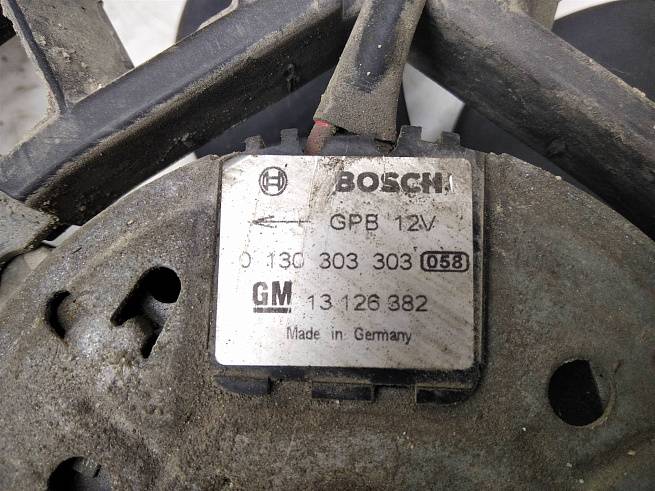 BOSCH
GPB 12V
0 130 303 303 058
GM 13 126 382
Made in Germany